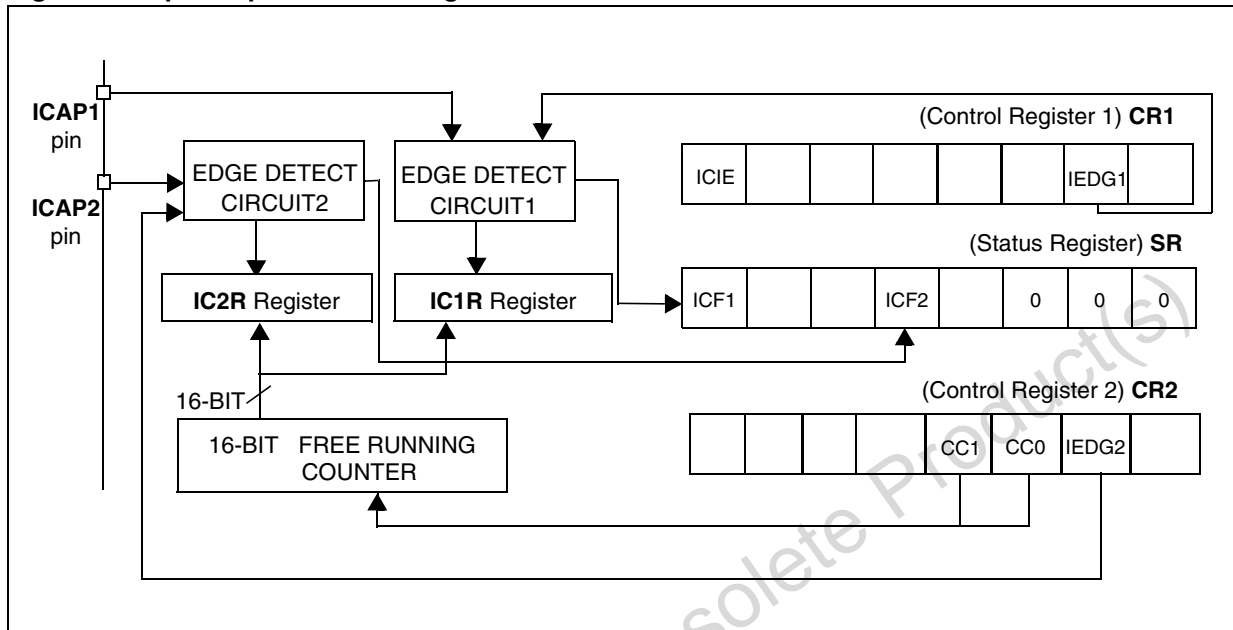 ICAP1
pin
ICAP2
pin
EDGE DETECT
CIRCUIT2
EDGE DETECT
CIRCUIT1
IC2R Register
IC1R Register
16-BIT
16-BIT FREE RUNNING
COUNTER
(Control Register 1) CR1
ICIE
IEDG1
(Status Register) SR
ICF1
ICF2
0
0
0
(Control Register 2) CR2
CC1
CC0
IEDG2
solete Product(s)